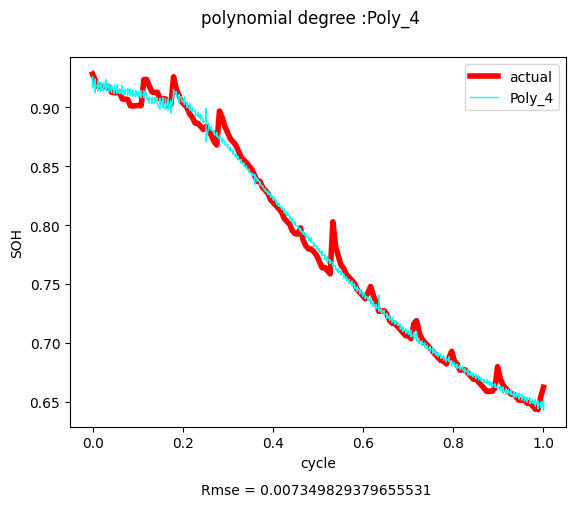 polynomial degree :Poly_4
actual
Poly_4
0.90
0.85
0.80
0.75
0.70
0.65
SOH
0.0 0.2 0.4 0.6 0.8 1.0
cycle
Rmse = 0.007349829379655531